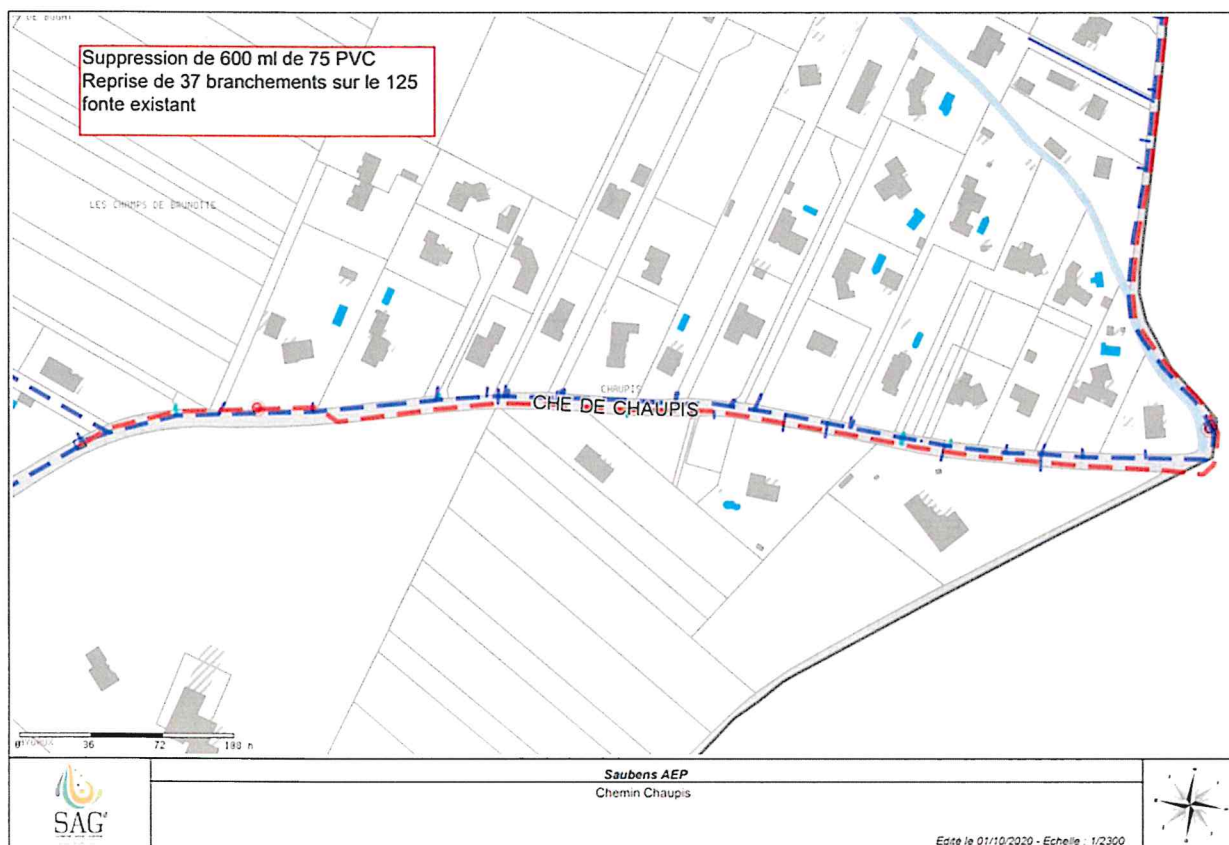 Suppression de 600 ml de 75 PVC
Reprise de 37 branchements sur le 125
fonte existant
LES CHAMPS DE BRUNOTTE
CHAUPIS
CHE DE CHAUPIS
36 72 108 m
Saubens AEP
Chemin Chaupis
SAG
Edité le 01/10/2020 - Echelle : 1/2300